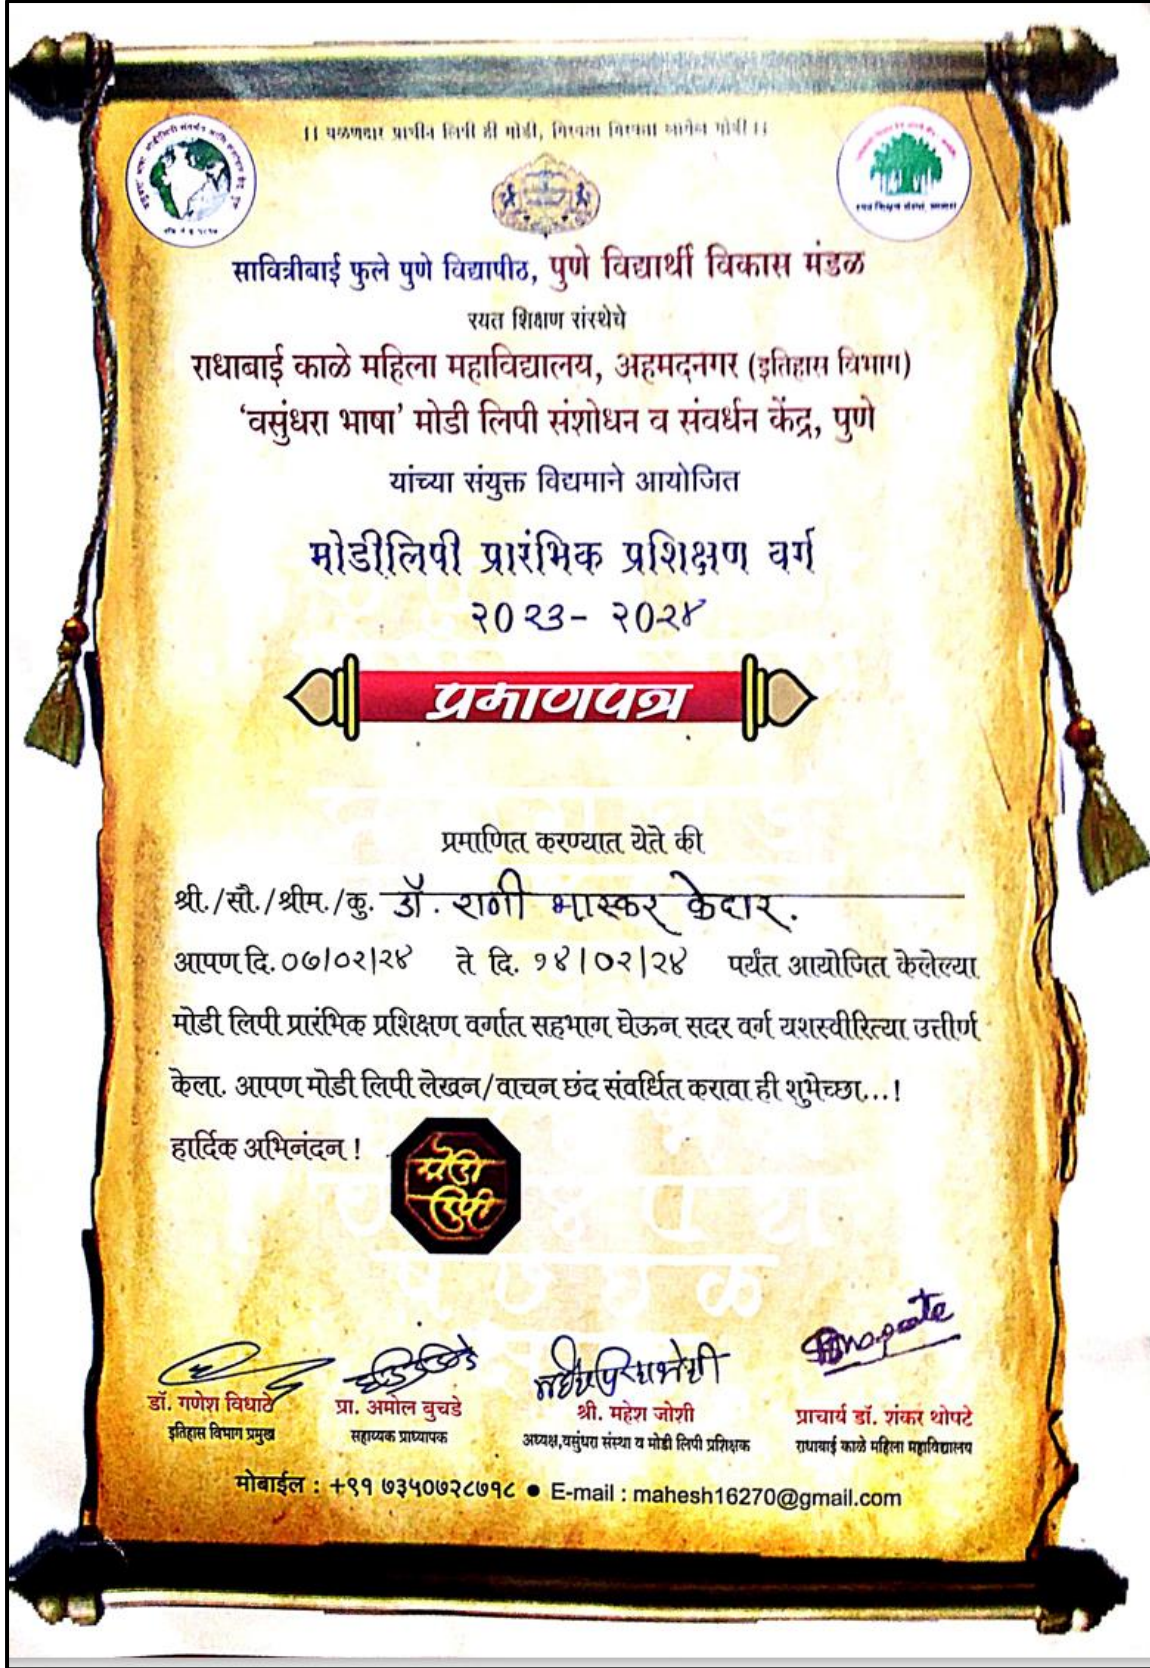 ।। वळणदार प्राचीन लिपी ही मोडी, गिरवता गिरवता लागेल गोडी ।।
रयत शिक्षण संस्था, सातारा
सावित्रीबाई फुले पुणे विद्यापीठ, पुणे विद्यार्थी विकास मंडळ
रयत शिक्षण संस्थेचे
राधाबाई काळे महिला महाविद्यालय, अहमदनगर (इतिहास विभाग)
‘वसुंधरा भाषा’ मोडी लिपी संशोधन व संवर्धन केंद्र, पुणे
यांच्या संयुक्त विद्यमाने आयोजित
मोडीलिपी प्रारंभिक प्रशिक्षण वर्ग
२०२३- २०२४
प्रमाणपत्र
प्रमाणित करण्यात येते की
श्री./सौ./श्रीम./कु. डॉ. रागी भास्कर केदार.
आपण दि.०७/०२/२४ ते दि. १४/०२/२४ पर्यंत आयोजित केलेल्या
मोडी लिपी प्रारंभिक प्रशिक्षण वर्गात सहभाग घेऊन सदर वर्ग यशस्वीरित्या उत्तीर्ण
केला. आपण मोडी लिपी लेखन/वाचन छंद संवर्धित करावा ही शुभेच्छा...!
हार्दिक अभिनंदन !
मोडी
लिपी
डॉ. गणेश विधाटे प्रा. अमोल बुचडे श्री. महेश जोशी प्राचार्य डॉ. शंकर थोपटे
इतिहास विभाग प्रमुख सहाय्यक प्राध्यापक अध्यक्ष,वसुंधरा संस्था व मोडी लिपी प्रशिक्षक राधाबाई काळे महिला महाविद्यालय
मोबाईल : +९१ ७३५०७२८७१८ ● E-mail : mahesh16270@gmail.com